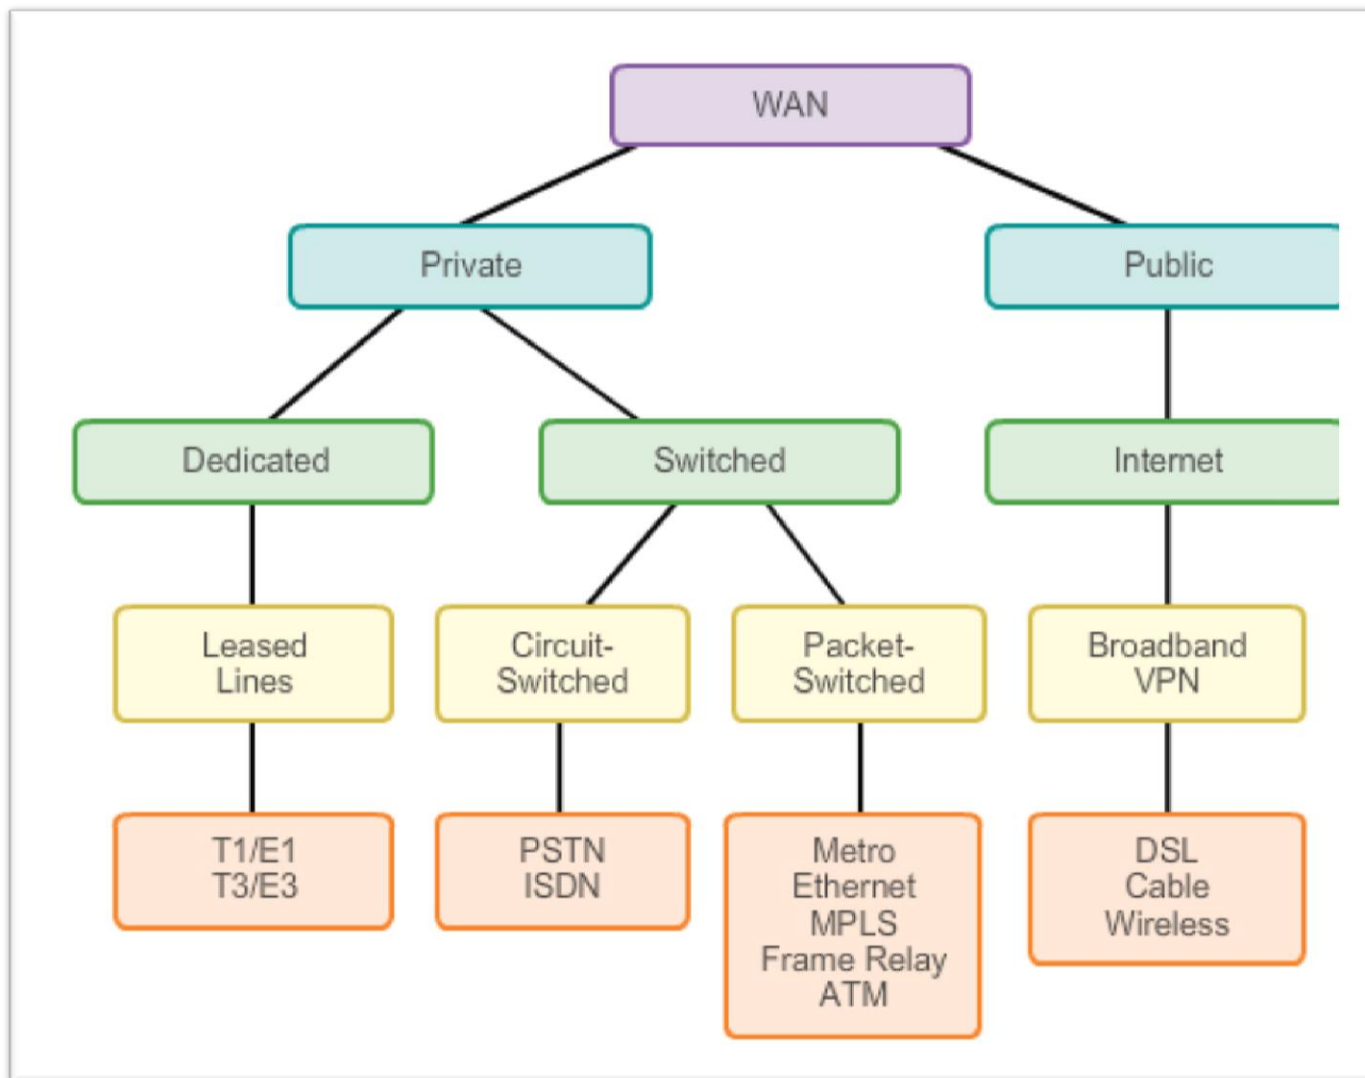 WAN
Private
Public
Dedicated
Switched
Internet
Leased
Lines
Circuit-
Switched
Packet-
Switched
Broadband
VPN
T1/E1
T3/E3
PSTN
ISDN
Metro
Ethernet
MPLS
Frame Relay
ATM
DSL
Cable
Wireless